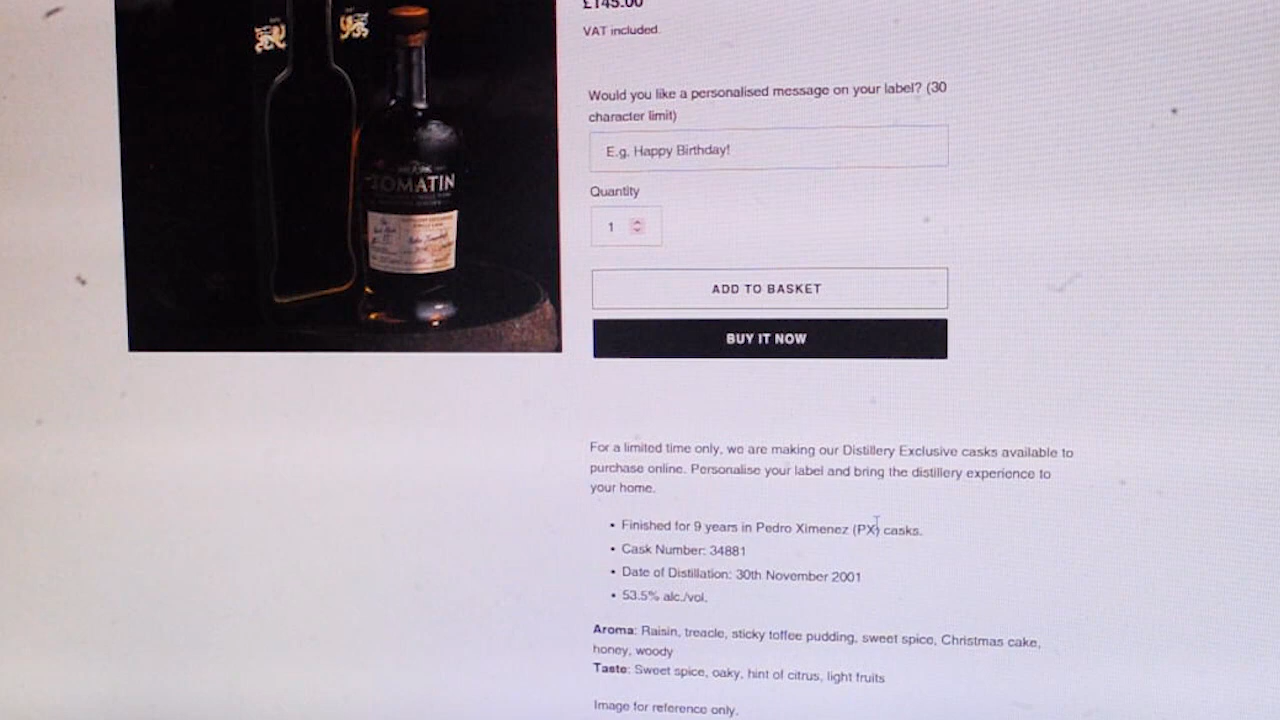 £145.00
VAT included.
Would you like a personalised message on your label? (30
character limit)
E.g. Happy Birthday!
Quantity
1
TOMATIN
ADD TO BASKET
BUY IT NOW
For a limited time only, we are making our Distillery Exclusive casks available to
purchase online. Personalise your label and bring the distillery experience to
your home.
• Finished for 9 years in Pedro Ximenez (PX) casks.
• Cask Number: 34881
• Date of Distillation: 30th November 2001
• 53.5% alc./vol.
Aroma: Raisin, treacle, sticky toffee pudding, sweet spice, Christmas cake,
honey, woody
Taste: Sweet spice, oaky, hint of citrus, light fruits
Image for reference only.